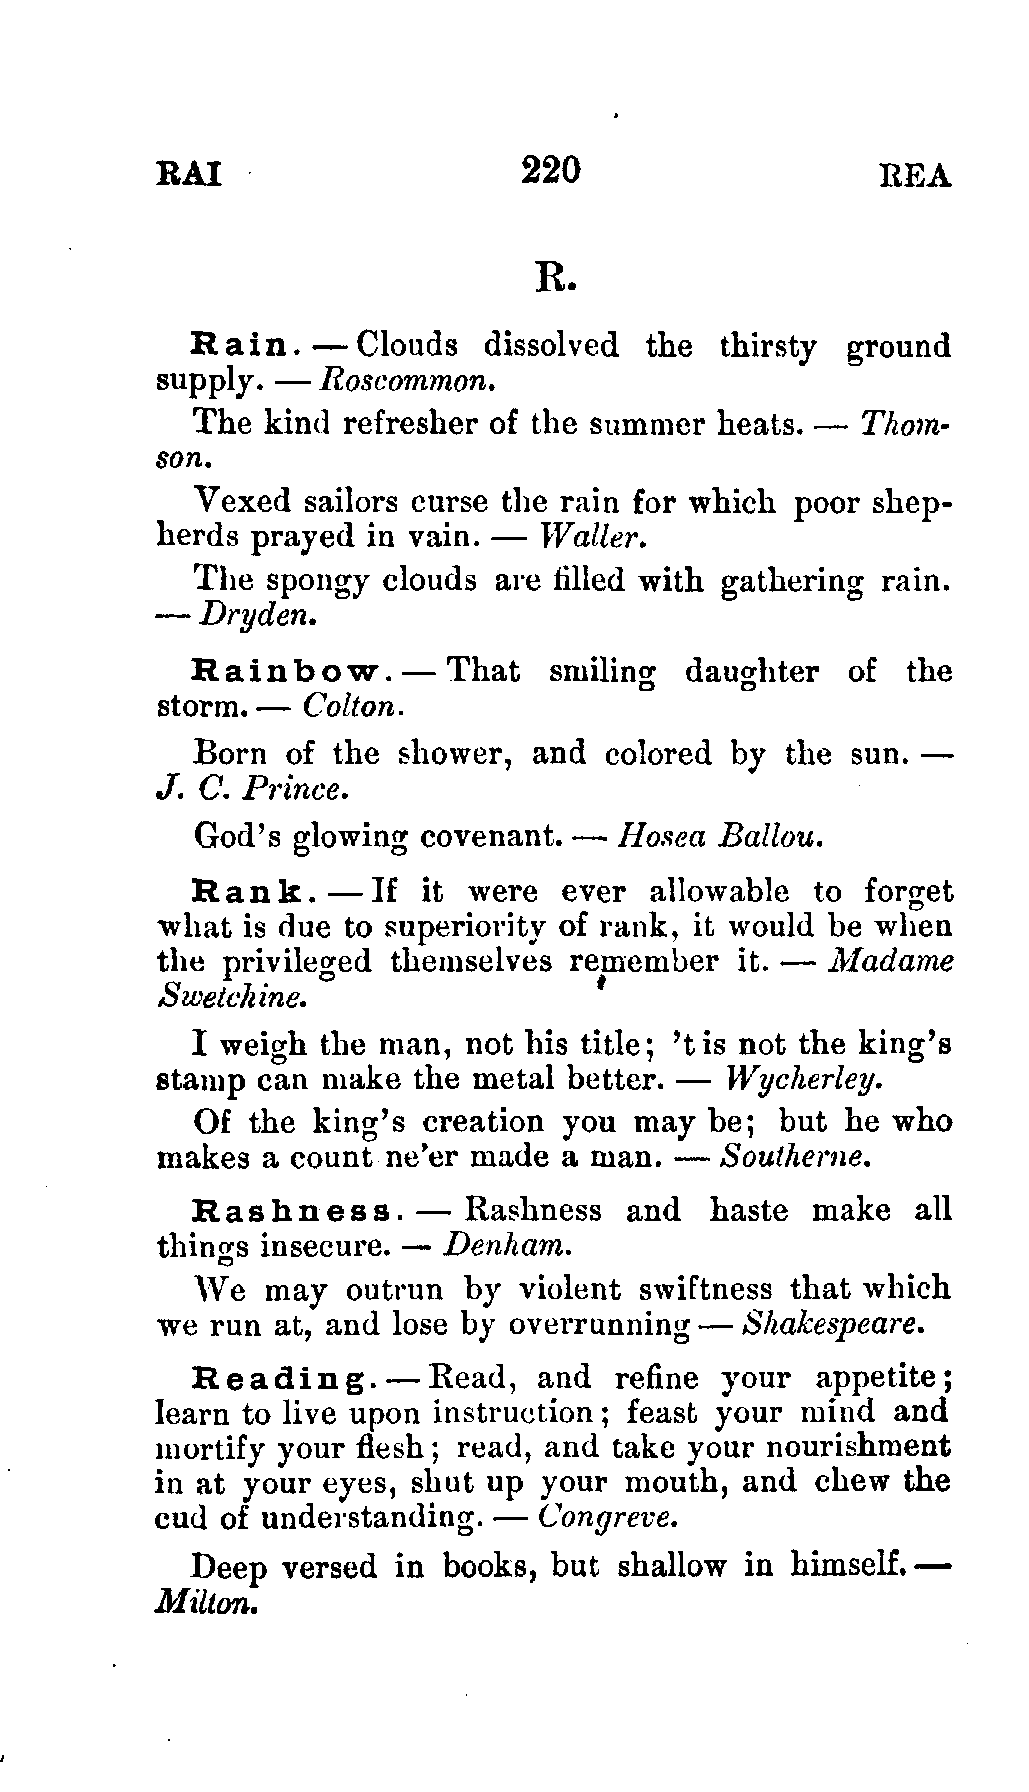 RAI 220 REA
R.
Rain. — Clouds dissolved the thirsty ground
supply. — Roscommon.
The kind refresher of the summer heats. — Thom-
son.
Vexed sailors curse the rain for which poor shep-
herds prayed in vain. — Waller.
The spongy clouds are filled with gathering rain.
— Dryden.
Rainbow. — That smiling daughter of the
storm. — Colton.
Born of the shower, and colored by the sun. —
J. C. Prince.
God's glowing covenant. — Hosea Ballou.
Rank. — If it were ever allowable to forget
what is due to superiority of rank, it would be when
the privileged themselves remember it. — Madame
Swetchine.
I weigh the man, not his title; 't is not the king's
stamp can make the metal better. — Wycherley.
Of the king's creation you may be; but he who
makes a count ne'er made a man. — Southerne.
Rashness. — Rashness and haste make all
things insecure. — Denham.
We may outrun by violent swiftness that which
we run at, and lose by overrunning — Shakespeare.
Reading. — Read, and refine your appetite;
learn to live upon instruction; feast your mind and
mortify your flesh; read, and take your nourishment
in at your eyes, shut up your mouth, and chew the
cud of understanding. — Congreve.
Deep versed in books, but shallow in himself. —
Milton.